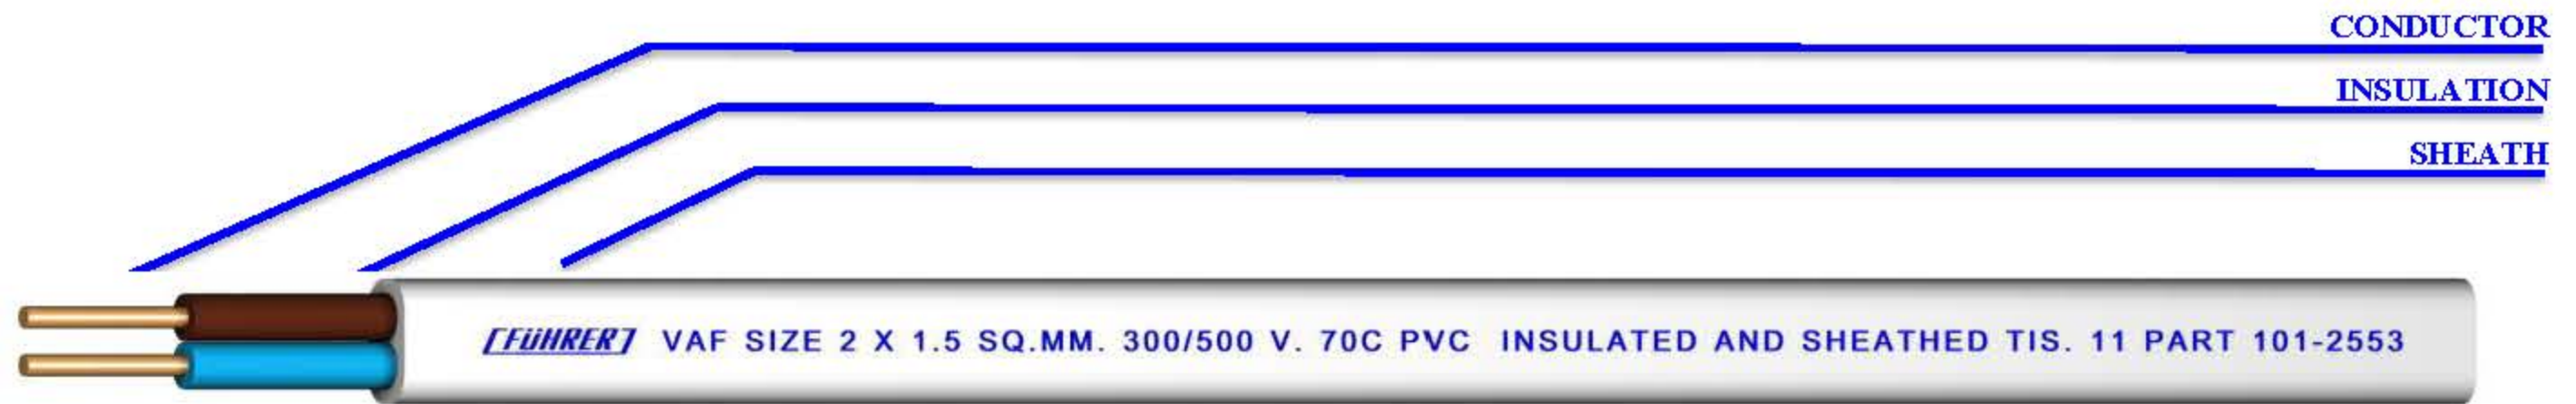 CONDUCTOR
INSULATION
SHEATH
FÜHRER VAF SIZE 2 X 1.5 SQ.MM. 300/500 V. 70C PVC INSULATED AND SHEATHED TIS. 11 PART 101-2553